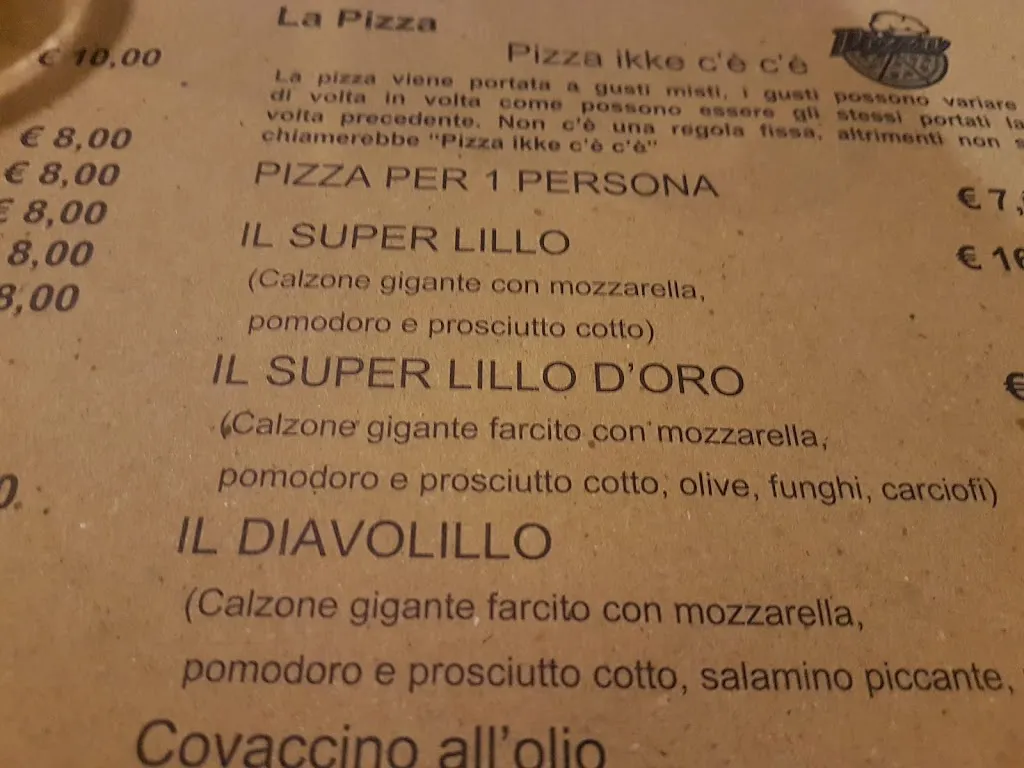 La Pizza
€ 10,00
Pizza ikke c'è c'è
La pizza viene portata a gusti misti, i gusti possono variare
di volta in volta come possono essere gli stessi portati la
volta precedente. Non c'è una regola fissa, altrimenti non s
chiamerebbe "Pizza ikke c'è c'è"
€ 8,00
€ 8,00
€ 8,00
8,00
8,00
PIZZA PER 1 PERSONA
€ 7,
IL SUPER LILLO
€ 16
(Calzone gigante con mozzarella,
pomodoro e prosciutto cotto)
IL SUPER LILLO D'ORO
€
(Calzone gigante farcito con mozzarella,
pomodoro e prosciutto cotto, olive, funghi, carciofi)
IL DIAVOLILLO
(Calzone gigante farcito con mozzarella,
pomodoro e prosciutto cotto, salamino piccante,
Covaccino all'olio